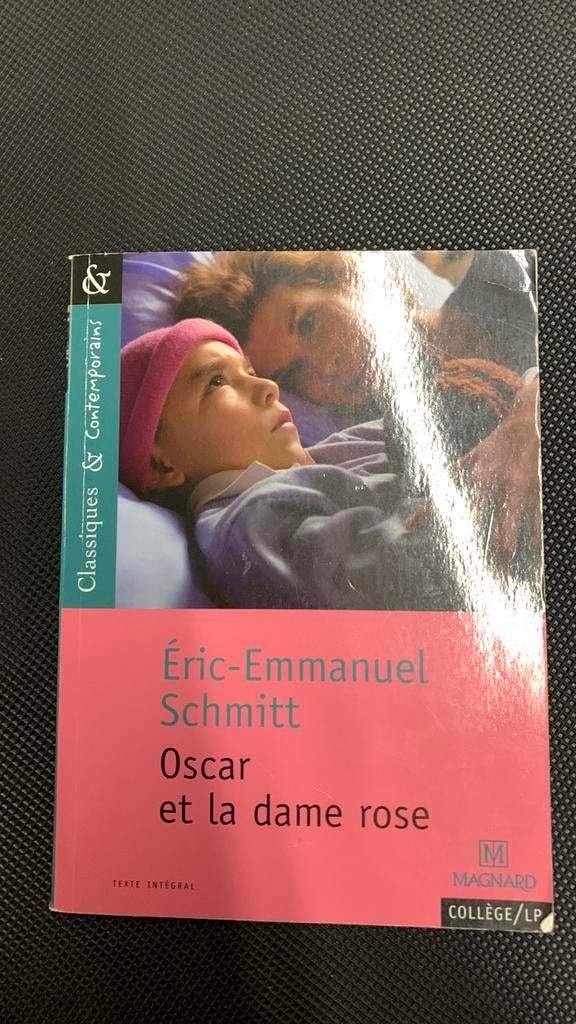 &
Classiques & Contemporains
Éric-Emmanuel
Schmitt
Oscar
et la dame rose
TEXTE INTÉGRAL
M
MAGNARD
COLLÈGE/LP